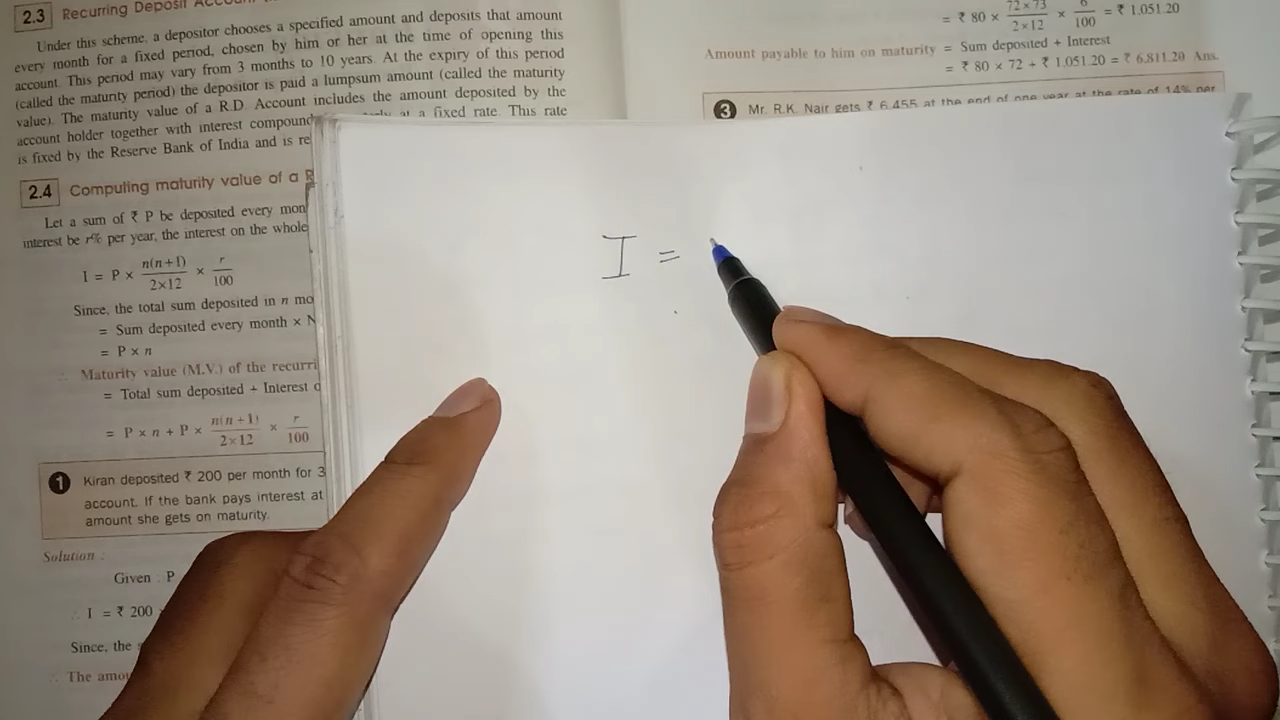 2.3 Recurring Deposit
Under this scheme, a depositor chooses a specified amount and deposits that amount
every month for a fixed period, chosen by him or her at the time of opening this
account. This period may vary from 3 months to 10 years. At the expiry of this period
(called the maturity period) the depositor is paid a lumpsum amount (called the maturity
value). The maturity value of a R.D. Account includes the amount deposited by the
account holder together with interest at a fixed rate. This rate
is fixed by the Reserve Bank of India and is
2.4 Computing maturity value of a
Let a sum of ₹ P be deposited every
interest be r% per year, the interest on the whole
I = P × n(n+1)/2×12 × r/100
Since, the total sum deposited in n
= Sum deposited every month ×
= P × n
∴ Maturity value (M.V.) of the
= Total sum deposited + Interest
= P × n + P × n(n+1)/2×12 × r/100
1 Kiran deposited ₹ 200 per month for 3
account. If the bank pays interest at
amount she gets on maturity.
Solution :
Given P
∴ I = ₹ 200
Since, the
∴ The
= ₹ 80 × 72×73/2×12 × 6/100 = ₹ 1,051.20
Amount payable to him on maturity = Sum deposited + Interest
= ₹ 80 × 72 + ₹ 1,051.20 = ₹ 6,811.20 Ans.
3 Mr. R.K. Nair gets ₹ 6,455 at the end of one year at the rate of 14% per
I =